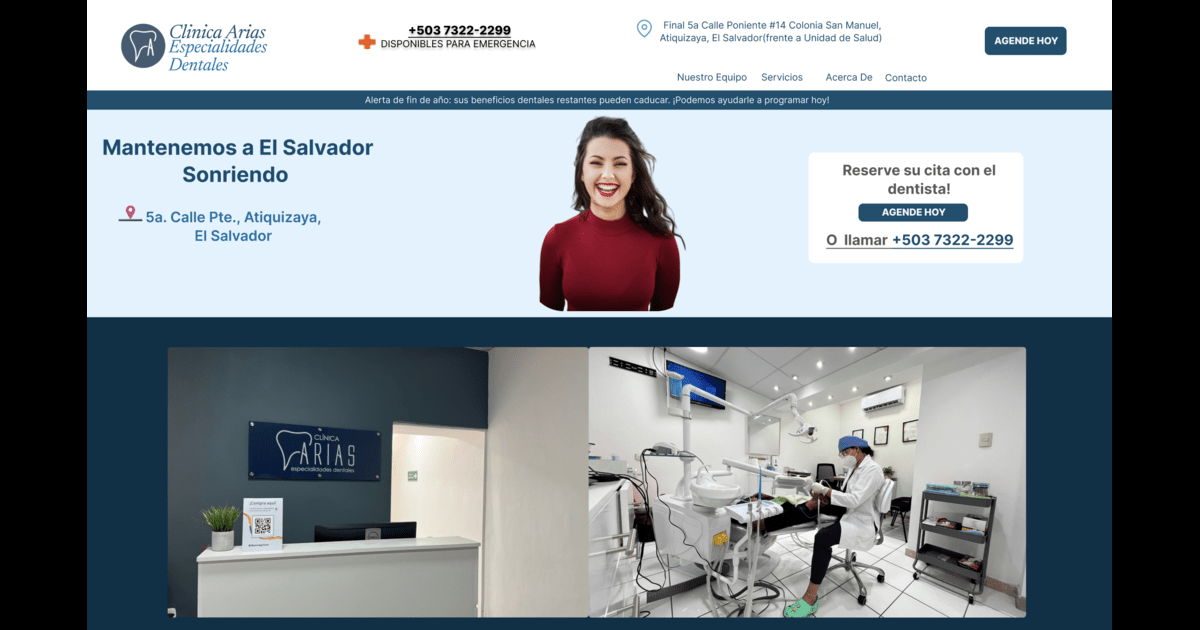 Clinica Arias
Especialidades
Dentales
+503 7322-2299
DISPONIBLES PARA EMERGENCIA
Final 5a Calle Poniente #14 Colonia San Manuel,
Atiquizaya, El Salvador(frente a Unidad de Salud)
AGENDE HOY
Nuestro Equipo Servicios Acerca De Contacto
Alerta de fin de año: sus beneficios dentales restantes pueden caducar. ¡Podemos ayudarle a programar hoy!
Mantenemos a El Salvador
Sonriendo
5a. Calle Pte., Atiquizaya,
El Salvador
Reserve su cita con el
dentista!
AGENDE HOY
O llamar +503 7322-2299
CLÍNICA
ARIAS
especialidades dentales